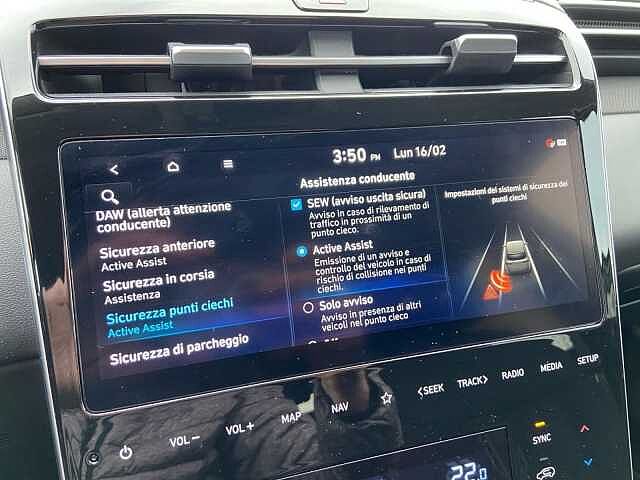 3:50 PM Lun 16/02
Assistenza conducente
DAW (allerta attenzione
conducente)
Sicurezza anteriore
Active Assist
Sicurezza in corsia
Assistenza
Sicurezza punti ciechi
Active Assist
Sicurezza di parcheggio
SEW (avviso uscita sicura)
Avviso in caso di rilevamento di
traffico in prossimità di un
punto cieco.
Active Assist
Emissione di un avviso e
controllo del veicolo in caso di
rischio di collisione nei punti
ciechi.
Solo avviso
Avviso in presenza di altri
veicoli nel punto cieco
Impostazioni dei sistemi di sicurezza dei
punti ciechi
VOL− VOL+ MAP NAV <SEEK TRACK> RADIO MEDIA SETUP
SYNC
22.0